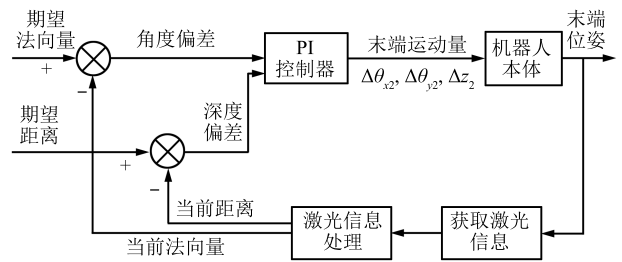 期望
法向量
+
−
角度偏差
PI
控制器
末端运动量
Δθx2, Δθy2, Δz2
机器人
本体
末端
位姿
期望
距离
+
−
深度
偏差
当前距离
当前法向量
激光信息
处理
获取激光
信息